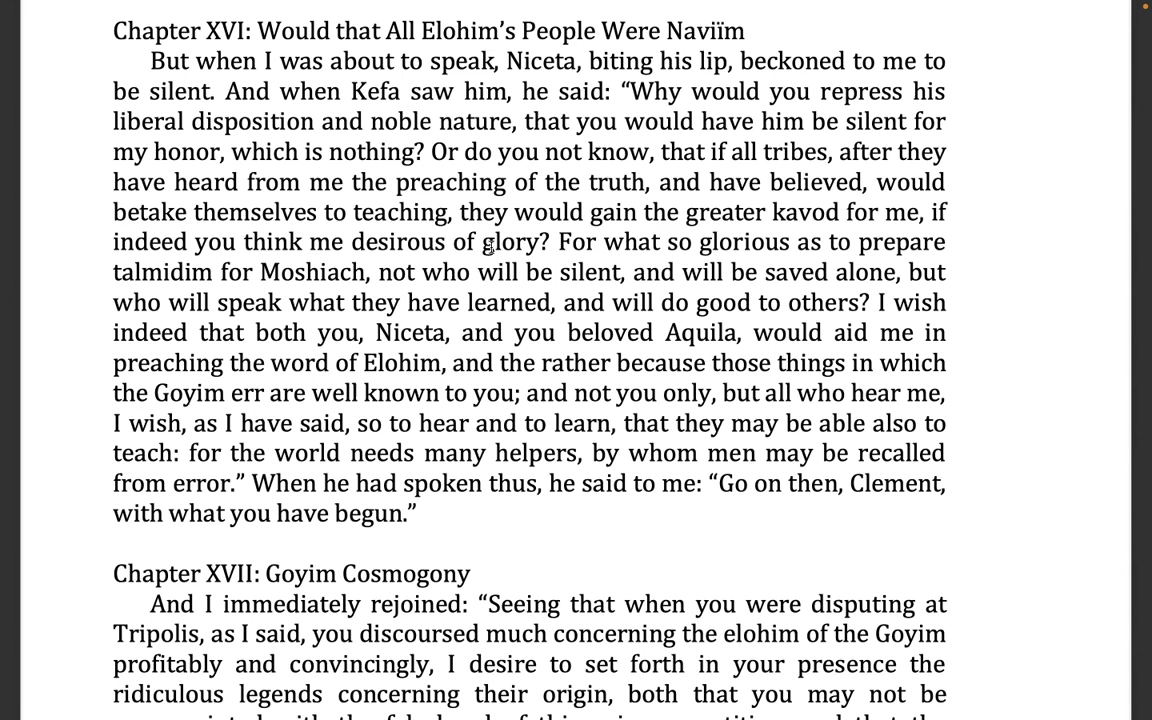 Chapter XVI: Would that All Elohim’s People Were Naviïm
But when I was about to speak, Niceta, biting his lip, beckoned to me to
be silent. And when Kefa saw him, he said: “Why would you repress his
liberal disposition and noble nature, that you would have him be silent for
my honor, which is nothing? Or do you not know, that if all tribes, after they
have heard from me the preaching of the truth, and have believed, would
betake themselves to teaching, they would gain the greater kavod for me, if
indeed you think me desirous of glory? For what so glorious as to prepare
talmidim for Moshiach, not who will be silent, and will be saved alone, but
who will speak what they have learned, and will do good to others? I wish
indeed that both you, Niceta, and you beloved Aquila, would aid me in
preaching the word of Elohim, and the rather because those things in which
the Goyim err are well known to you; and not you only, but all who hear me,
I wish, as I have said, so to hear and to learn, that they may be able also to
teach: for the world needs many helpers, by whom men may be recalled
from error.” When he had spoken thus, he said to me: “Go on then, Clement,
with what you have begun.”
Chapter XVII: Goyim Cosmogony
And I immediately rejoined: “Seeing that when you were disputing at
Tripolis, as I said, you discoursed much concerning the elohim of the Goyim
profitably and convincingly, I desire to set forth in your presence the
ridiculous legends concerning their origin, both that you may not be